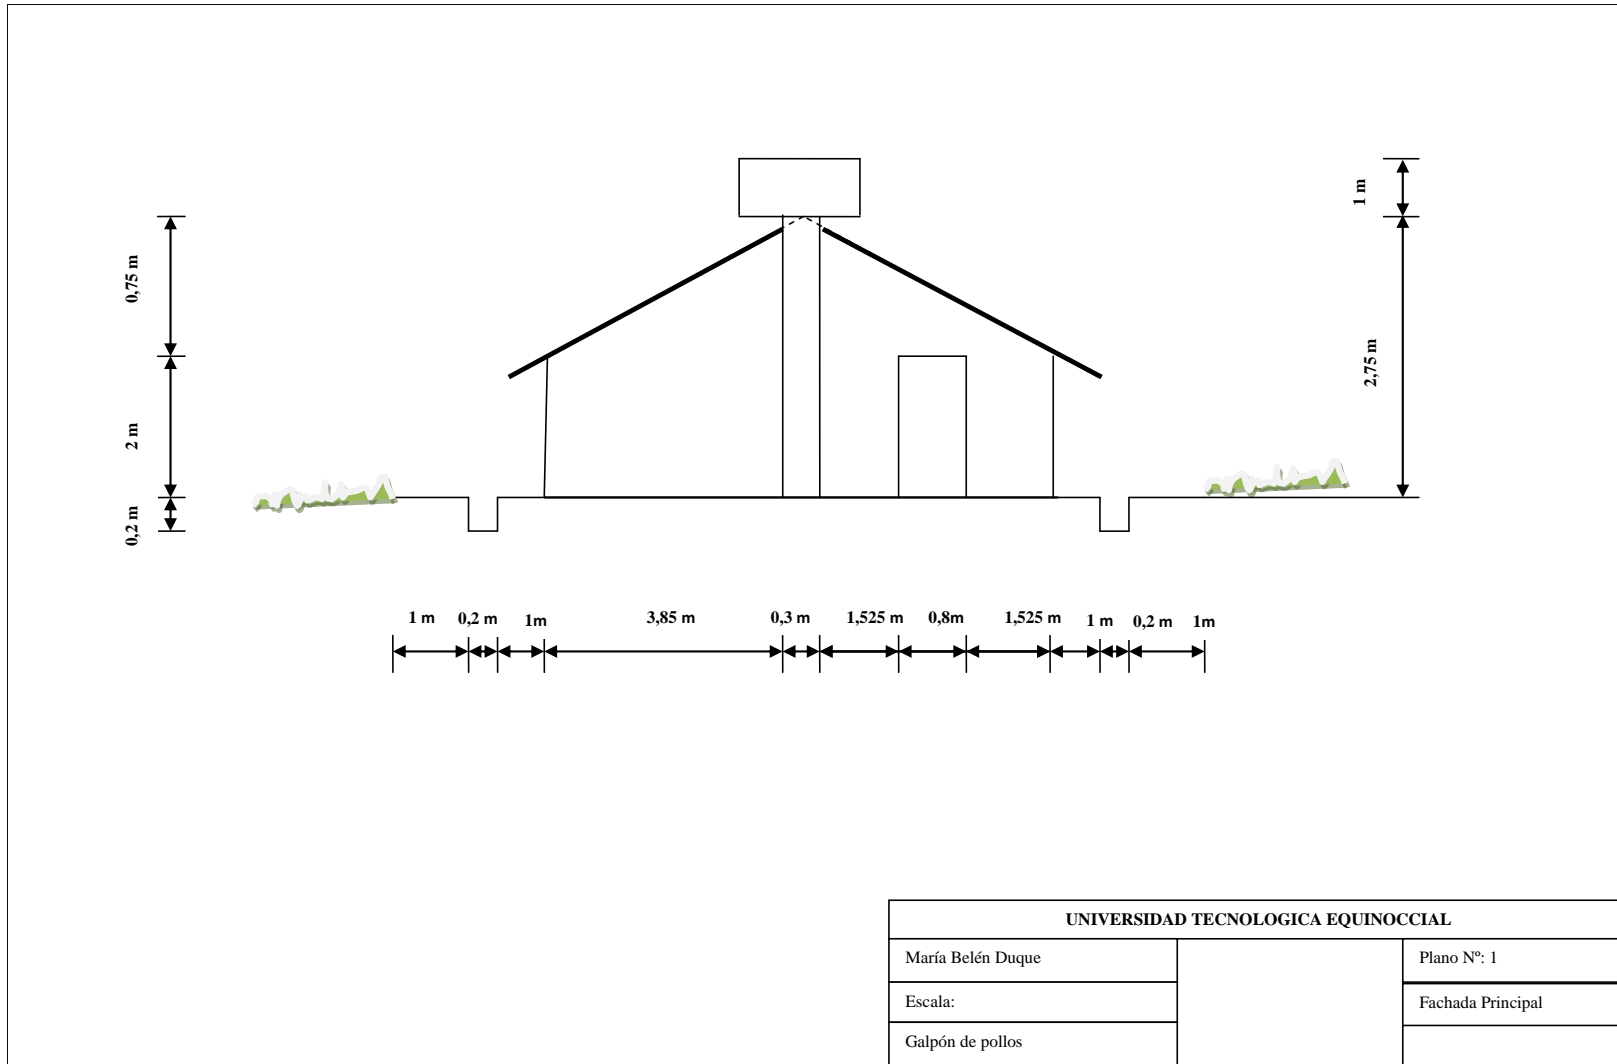 1 m
0,75 m
2,75 m
2 m
0,2 m
1 m 0,2 m 1m 3,85 m 0,3 m 1,525 m 0,8m 1,525 m 1 m 0,2 m 1m
UNIVERSIDAD TECNOLOGICA EQUINOCCIAL
María Belén Duque
Plano Nº: 1
Escala:
Fachada Principal
Galpón de pollos